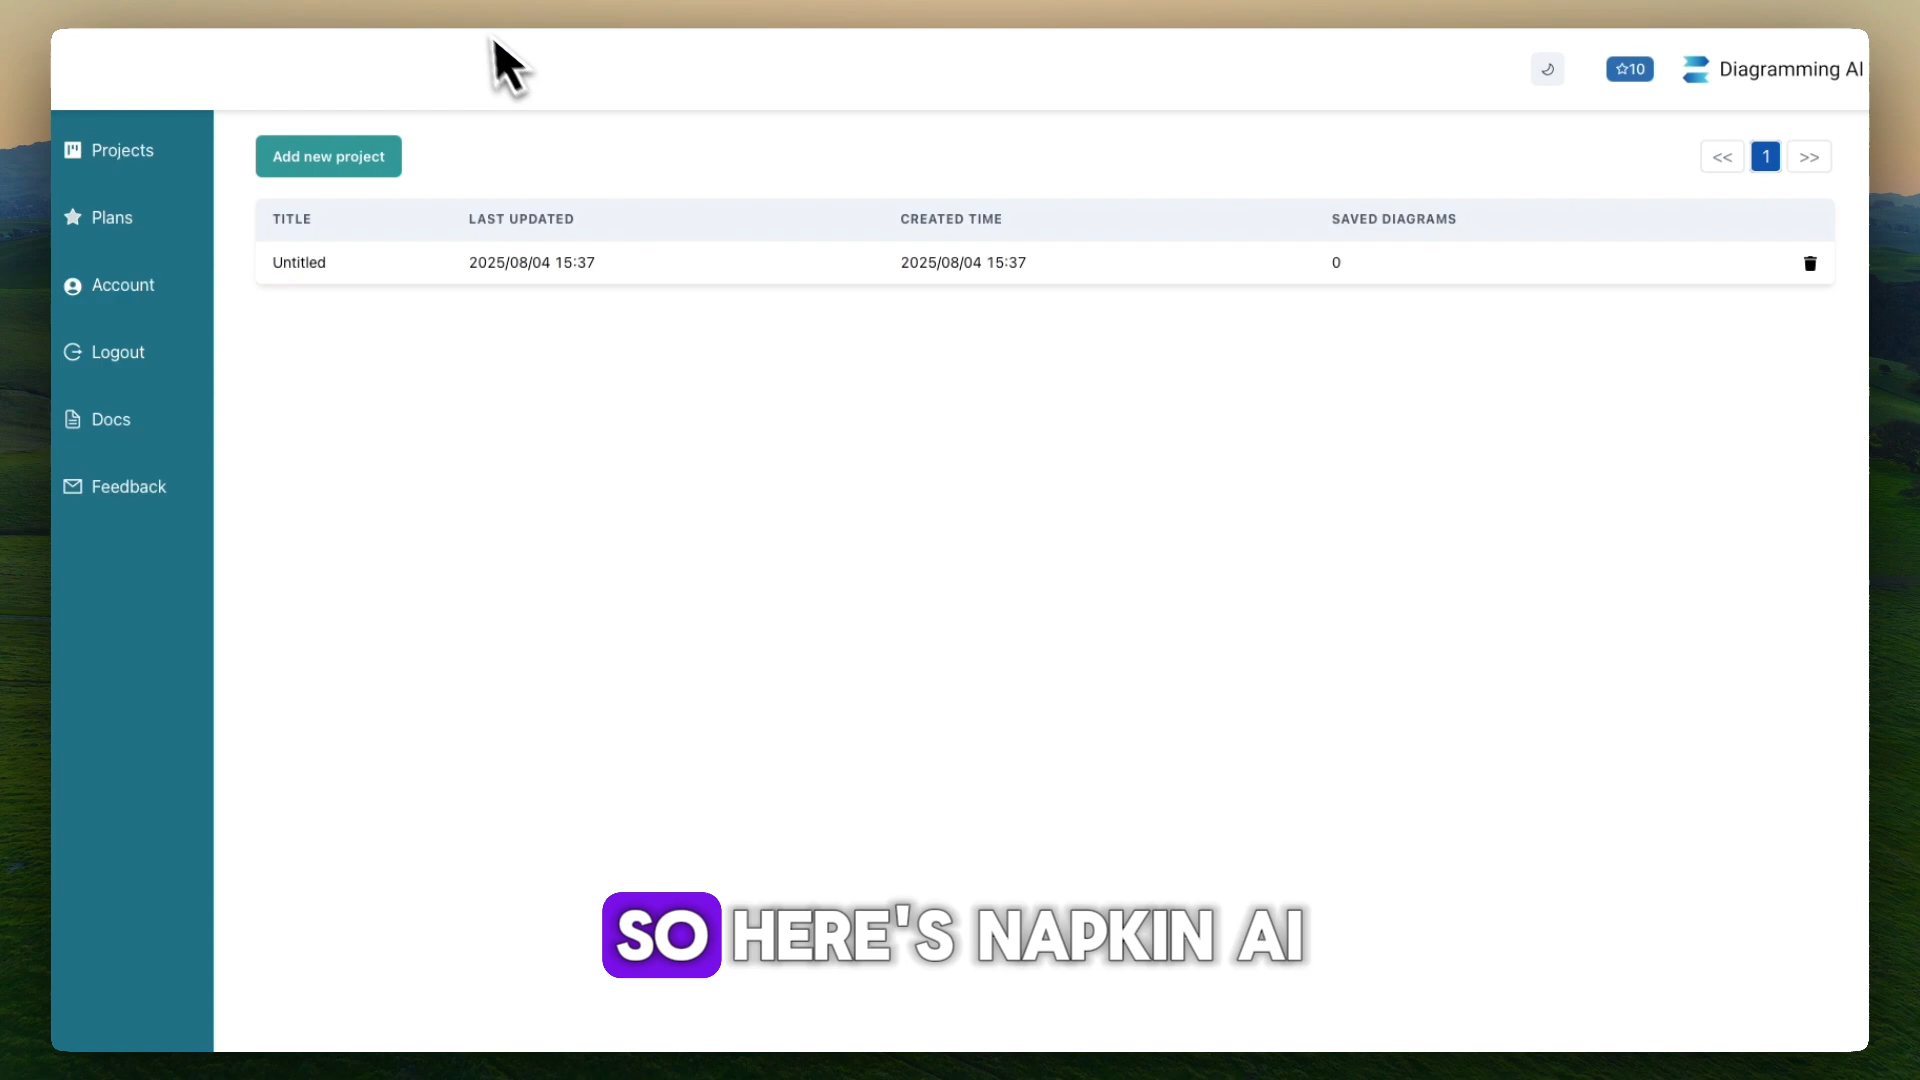 ☆10 Diagramming AI
Projects
Plans
Account
Logout
Docs
Feedback
Add new project
<< 1 >>
TITLE LAST UPDATED CREATED TIME SAVED DIAGRAMS
Untitled 2025/08/04 15:37 2025/08/04 15:37 0
SO HERE'S NAPKIN AI